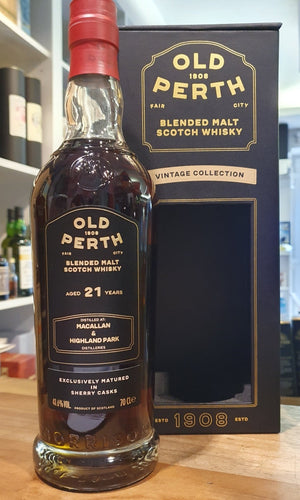 OLD
1908
PERTH
FAIR CITY
BLENDED MALT
SCOTCH WHISKY
VINTAGE COLLECTION
ESTD 1908 ESTD
OLD
1908
PERTH
FAIR CITY
BLENDED MALT
SCOTCH WHISKY
AGED 21 YEARS
DISTILLED AT:
MACALLAN
&
HIGHLAND PARK
DISTILLERIES
EXCLUSIVELY MATURED
IN
SHERRY CASKS
PRODUCT OF SCOTLAND
70 CL e